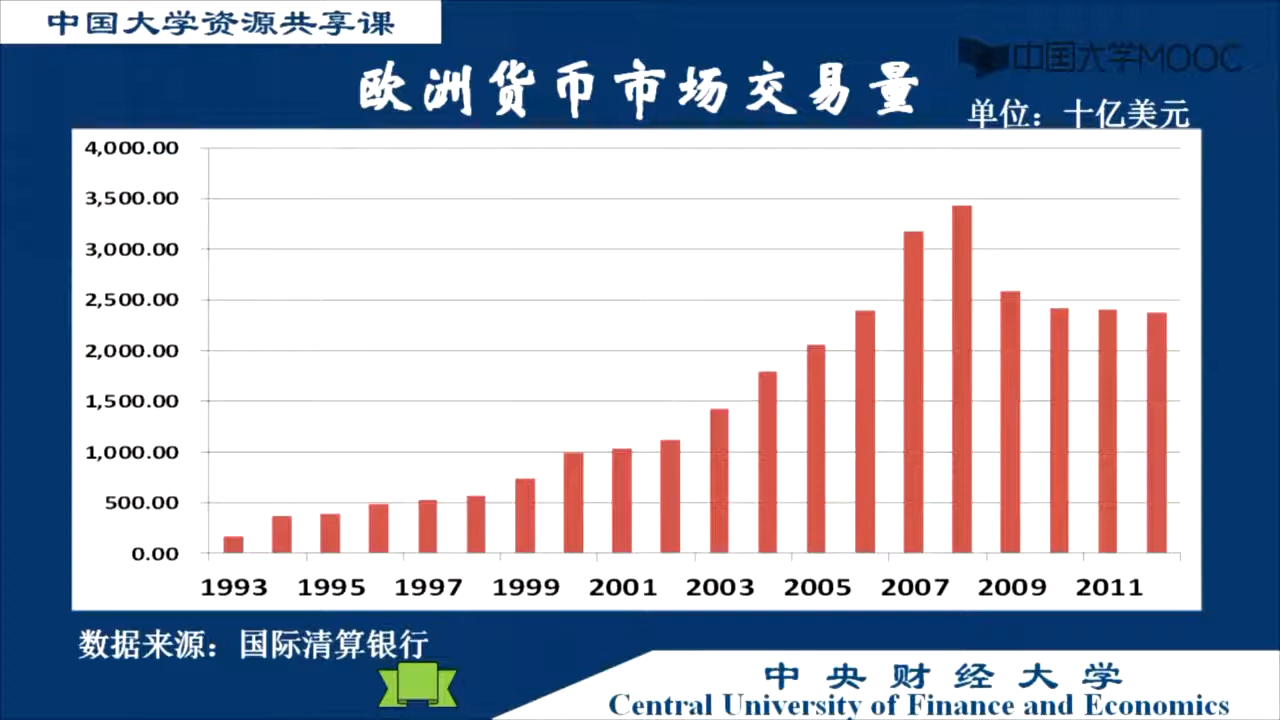 中国大学资源共享课
中国大学MOOC
欧洲货币市场交易量
单位：十亿美元
4,000.00
3,500.00
3,000.00
2,500.00
2,000.00
1,500.00
1,000.00
500.00
0.00
1993 1995 1997 1999 2001 2003 2005 2007 2009 2011
数据来源：国际清算银行
中央财经大学
Central University of Finance and Economics